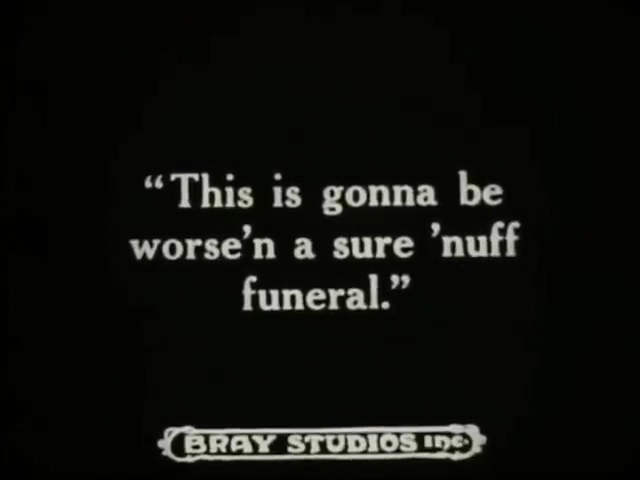 “This is gonna be
worse’n a sure ’nuff
funeral.”
BRAY STUDIOS INC.